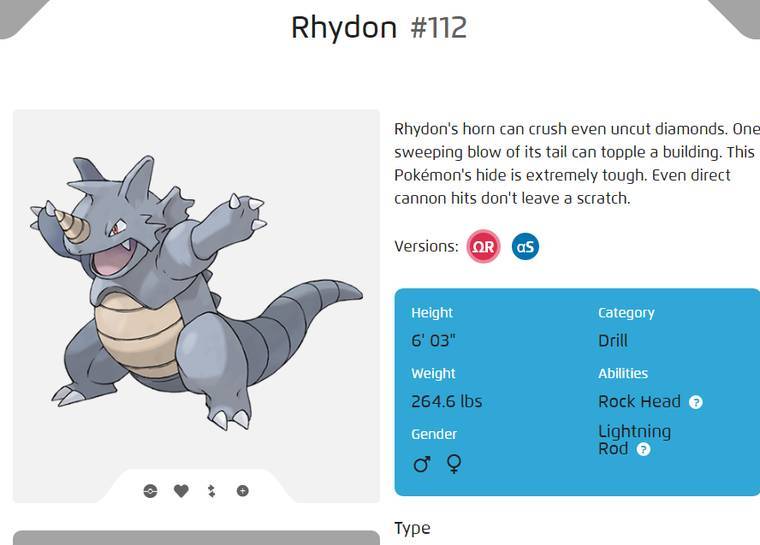 Rhydon #112
Rhydon's horn can crush even uncut diamonds. One
sweeping blow of its tail can topple a building. This
Pokémon's hide is extremely tough. Even direct
cannon hits don't leave a scratch.
Versions: ΩR αS
Height
6' 03"
Weight
264.6 lbs
Gender
♂ ♀
Category
Drill
Abilities
Rock Head ?
Lightning
Rod ?
Type